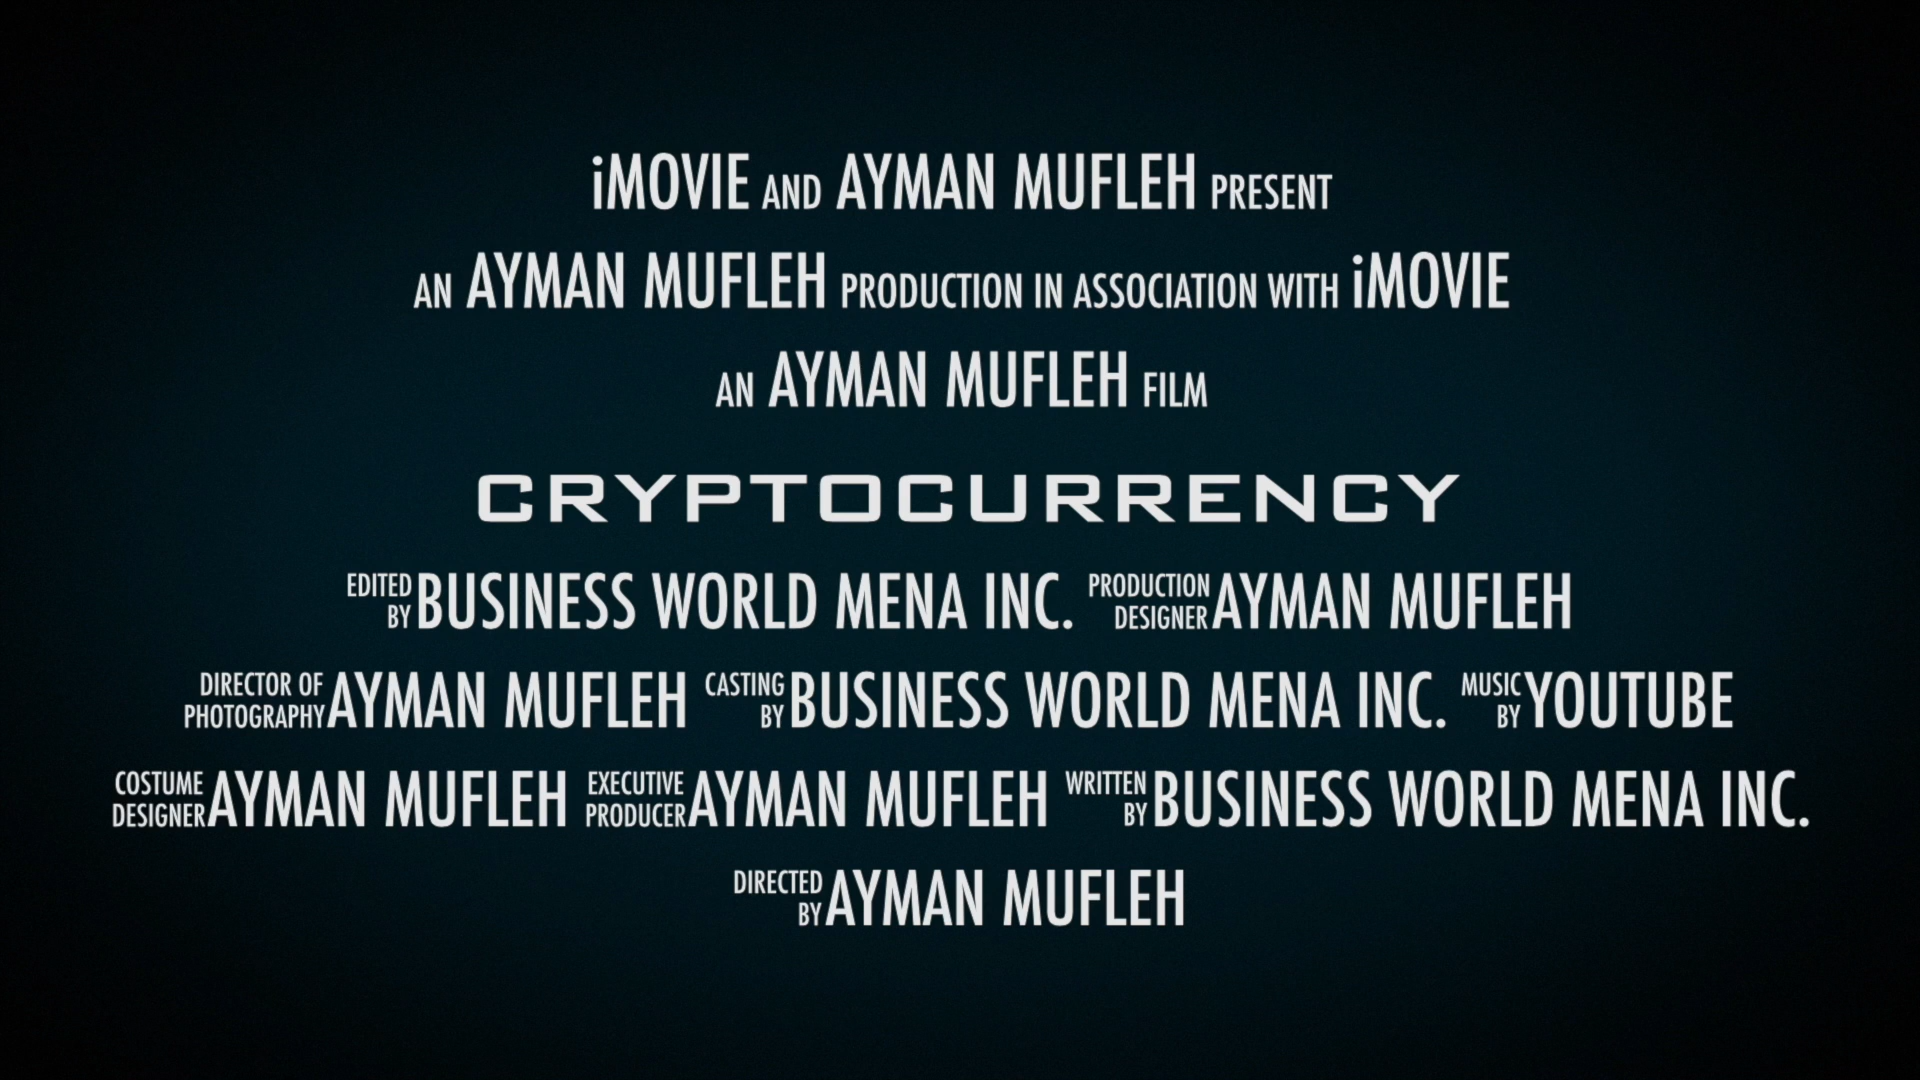 iMOVIE AND AYMAN MUFLEH PRESENT
AN AYMAN MUFLEH PRODUCTION IN ASSOCIATION WITH iMOVIE
AN AYMAN MUFLEH FILM
CRYPTOCURRENCY
EDITED BY BUSINESS WORLD MENA INC. PRODUCTION DESIGNER AYMAN MUFLEH
DIRECTOR OF PHOTOGRAPHY AYMAN MUFLEH CASTING BY BUSINESS WORLD MENA INC. MUSIC BY YOUTUBE
COSTUME DESIGNER AYMAN MUFLEH EXECUTIVE PRODUCER AYMAN MUFLEH WRITTEN BY BUSINESS WORLD MENA INC.
DIRECTED BY AYMAN MUFLEH